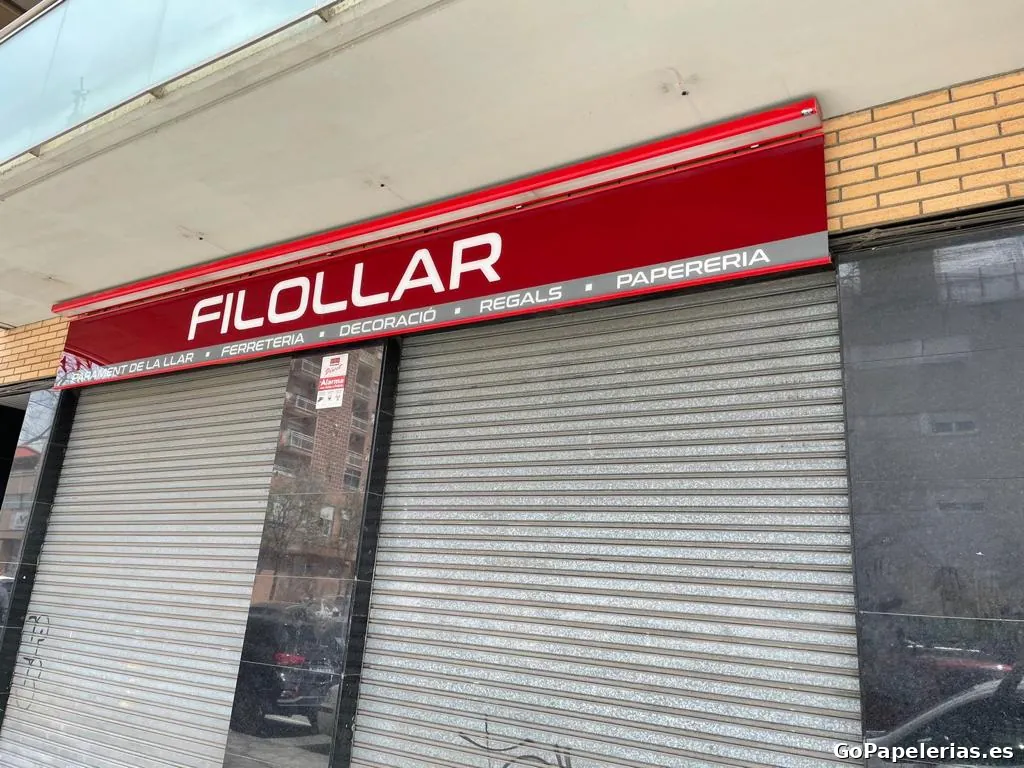 FILOLLAR
PARAMENT DE LA LLAR ▪ FERRETERIA ▪ DECORACIÓ ▪ REGALS ▪ PAPERERIA
Alarma
GoPapelerias.es